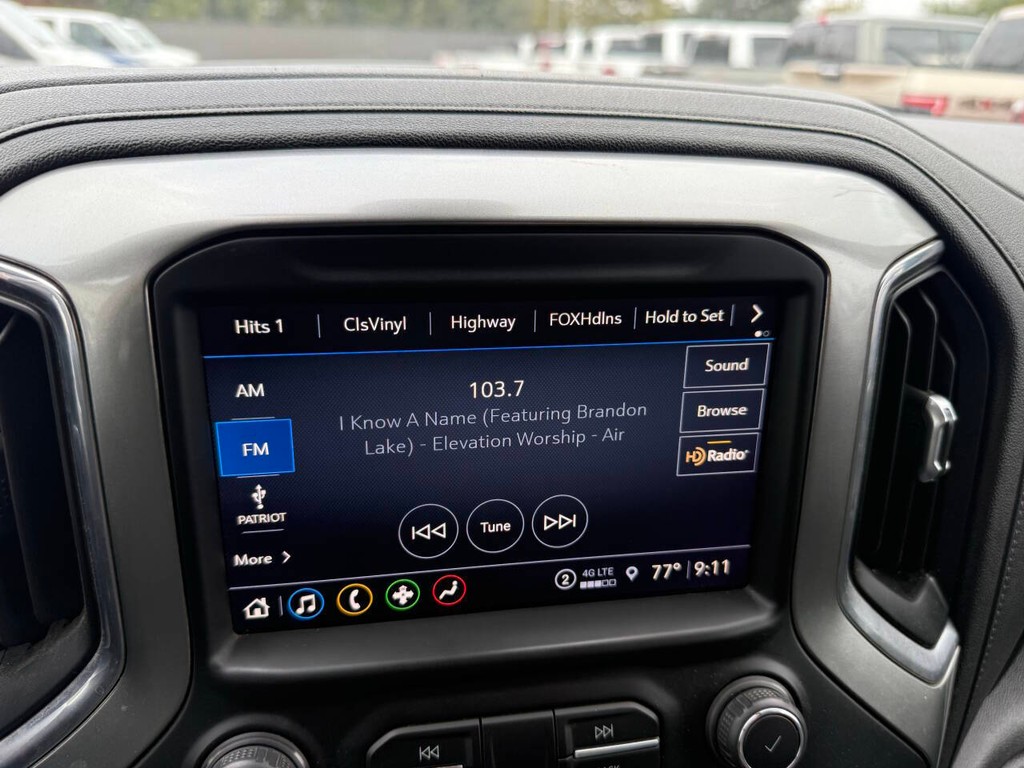 Hits 1 ClsVinyl Highway FOXHdlns Hold to Set
AM
103.7
Sound
I Know A Name (Featuring Brandon
Lake) - Elevation Worship - Air
Browse
FM
HD Radio
PATRIOT
Tune
More
2 4G LTE 77° 9:11